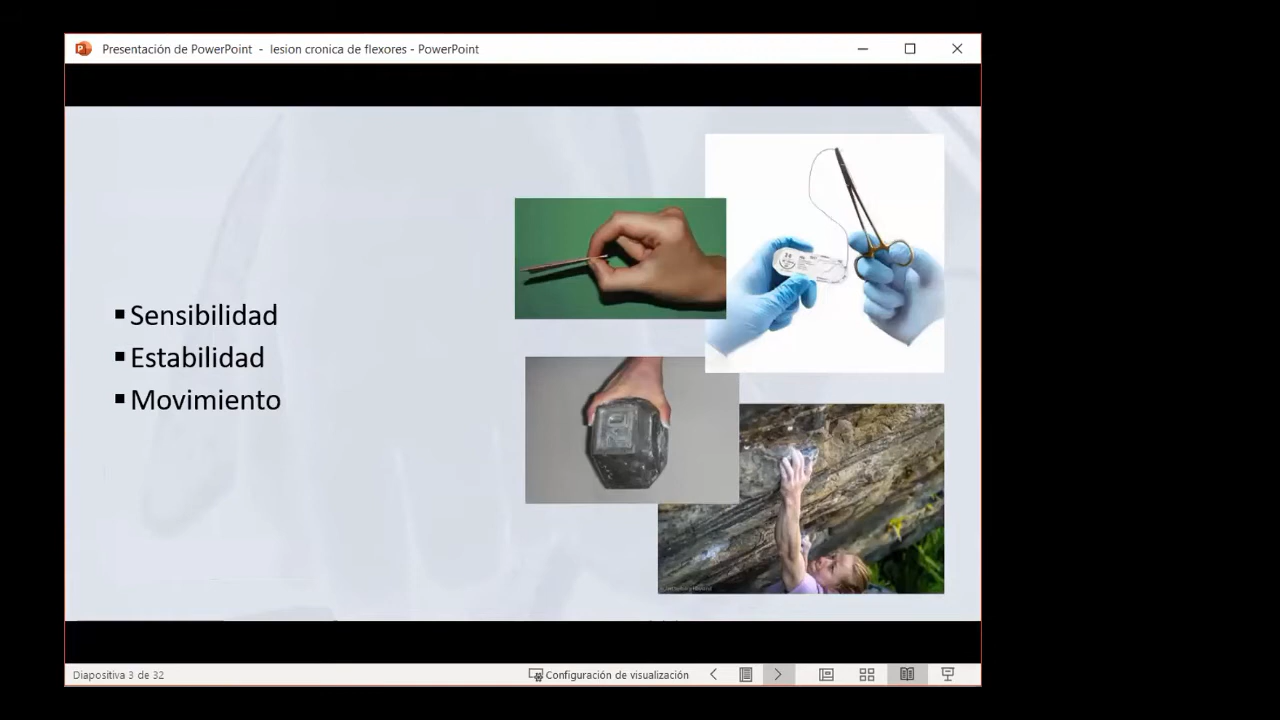 Presentación de PowerPoint - lesion cronica de flexores - PowerPoint
▪Sensibilidad
▪Estabilidad
▪Movimiento
Diapositiva 3 de 32
Configuración de visualización